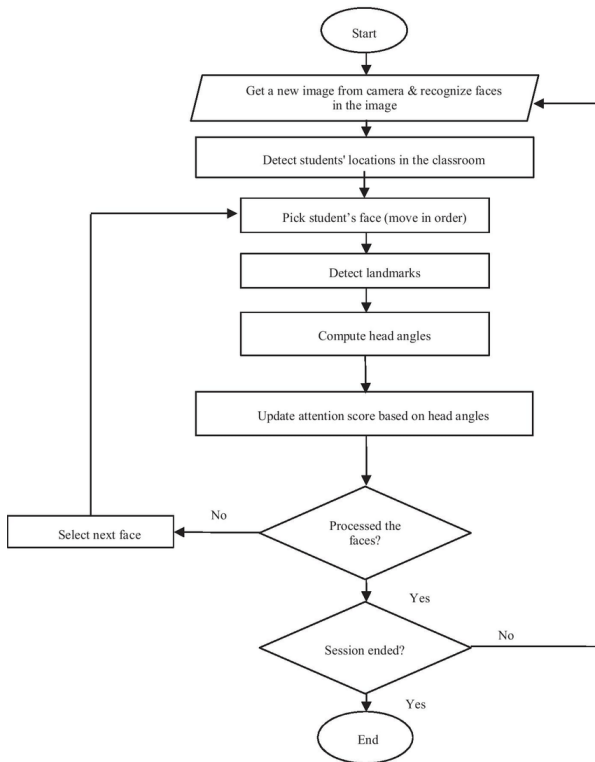 Start
Get a new image from camera & recognize faces
in the image
Detect students' locations in the classroom
Pick student’s face (move in order)
Detect landmarks
Compute head angles
Update attention score based on head angles
Processed the
faces?
No
Select next face
Yes
Session ended?
No
Yes
End